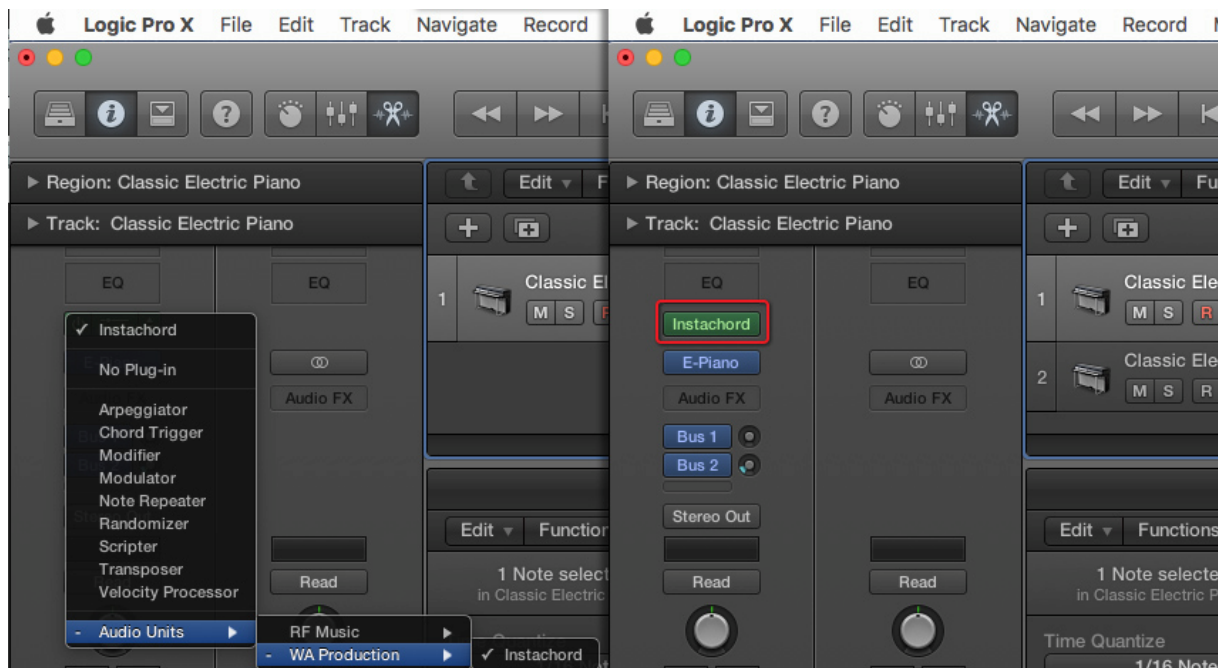 Logic Pro X File Edit Track Navigate Record
Region: Classic Electric Piano
Edit
Track: Classic Electric Piano
EQ
EQ
Classic El
1
M S
✓ Instachord
No Plug-in
Audio FX
Arpeggiator
Chord Trigger
Modifier
Modulator
Note Repeater
Randomizer
Scripter
Transposer
Velocity Processor
- Audio Units
RF Music
- WA Production
✓ Instachord
Edit Function
1 Note select
in Classic Electric
Read
Logic Pro X File Edit Track Navigate Record
Region: Classic Electric Piano
Edit Fu
Track: Classic Electric Piano
EQ
EQ
Instachord
E-Piano
Audio FX
Audio FX
Bus 1
Bus 2
Stereo Out
Read
Read
1
Classic Ele
M S R
2
Classic Ele
M S R
Edit Functions
1 Note selecte
in Classic Electric P
Time Quantize
1/16 Note